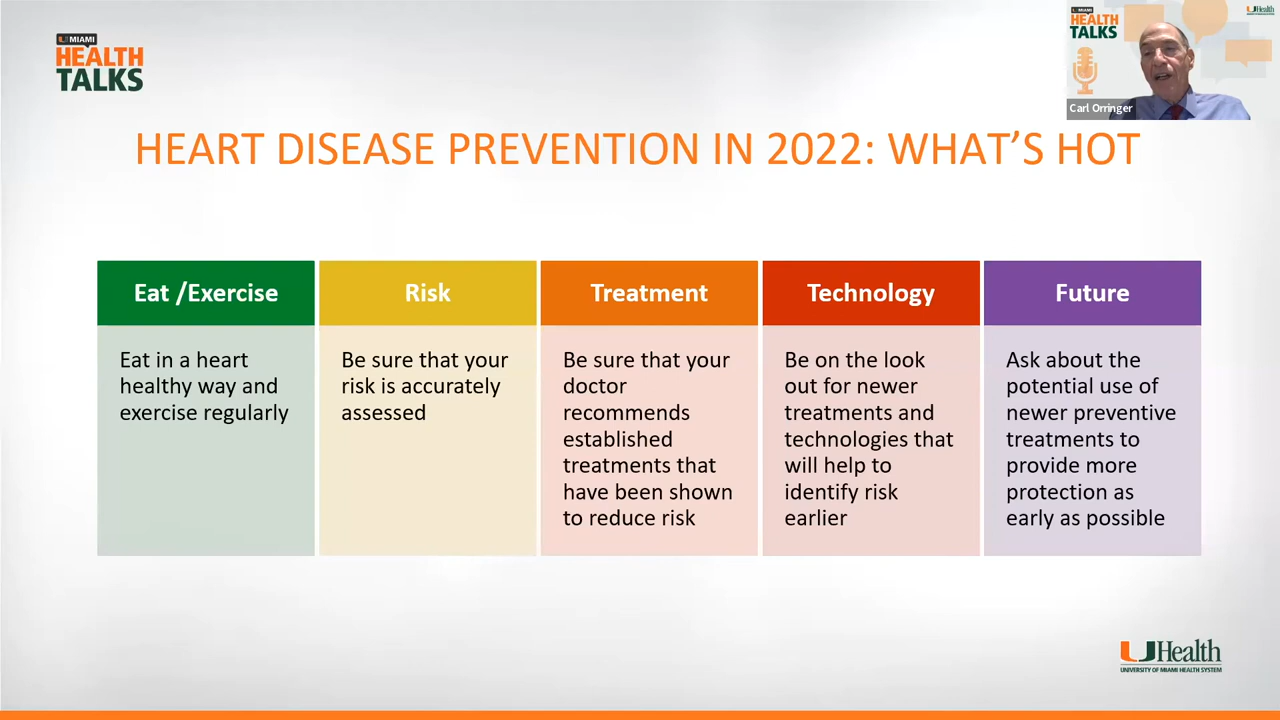 U MIAMI
HEALTH
TALKS
U MIAMI
HEALTH
TALKS
UHealth
Carl Orringer
HEART DISEASE PREVENTION IN 2022: WHAT'S HOT
Eat /Exercise
Eat in a heart
healthy way and
exercise regularly
Risk
Be sure that your
risk is accurately
assessed
Treatment
Be sure that your
doctor
recommends
established
treatments that
have been shown
to reduce risk
Technology
Be on the look
out for newer
treatments and
technologies that
will help to
identify risk
earlier
Future
Ask about the
potential use of
newer preventive
treatments to
provide more
protection as
early as possible
UHealth
UNIVERSITY OF MIAMI HEALTH SYSTEM